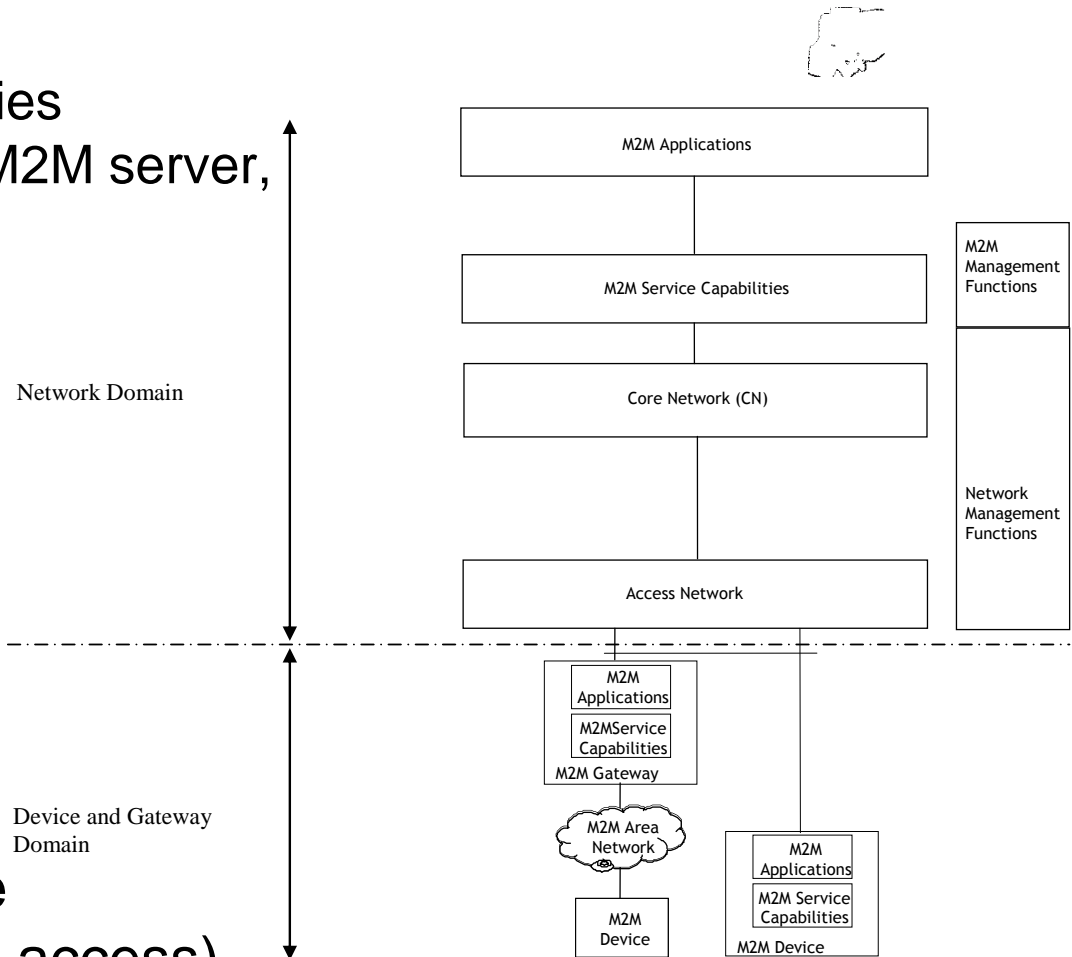 ies
M2M server,
M2M Applications
M2M
Management
Functions
M2M Service Capabilities
Network Domain
Core Network (CN)
Network
Management
Functions
Access Network
M2M
Applications
M2MService
Capabilities
M2M Gateway
Device and Gateway
Domain
M2M Area
Network
M2M
Applications
M2M Service
Capabilities
M2M Device
e
M2M
Device
access)